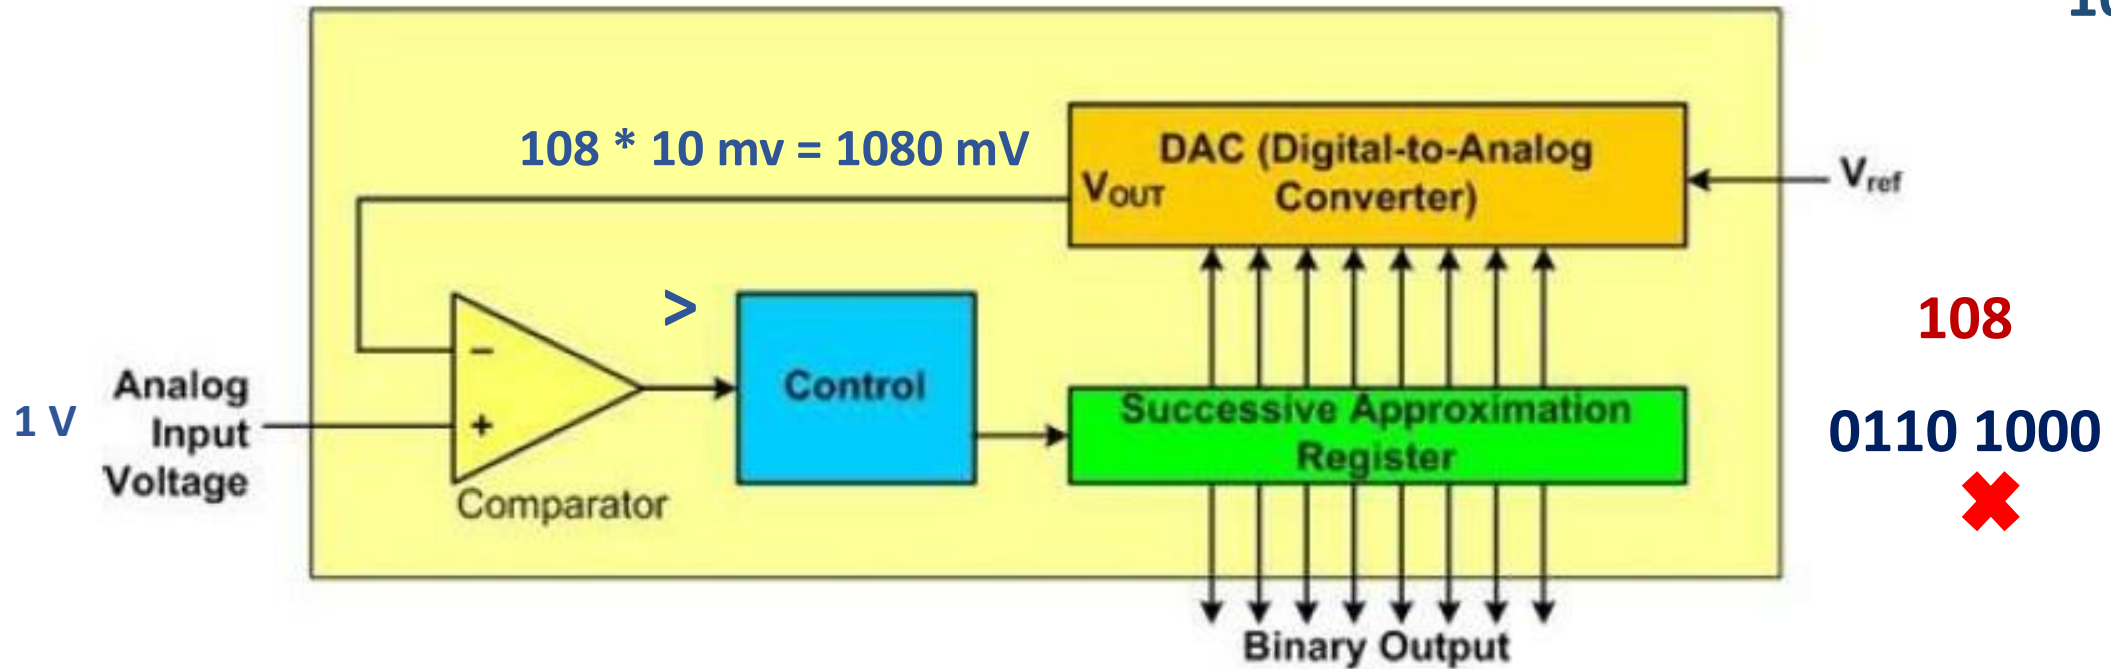 108 * 10 mv = 1080 mV
DAC (Digital-to-Analog
Converter)
VOUT
Vref
>
108
–
+
Control
Analog
Input
Voltage
1 V
Successive Approximation
Register
0110 1000
Comparator
Binary Output